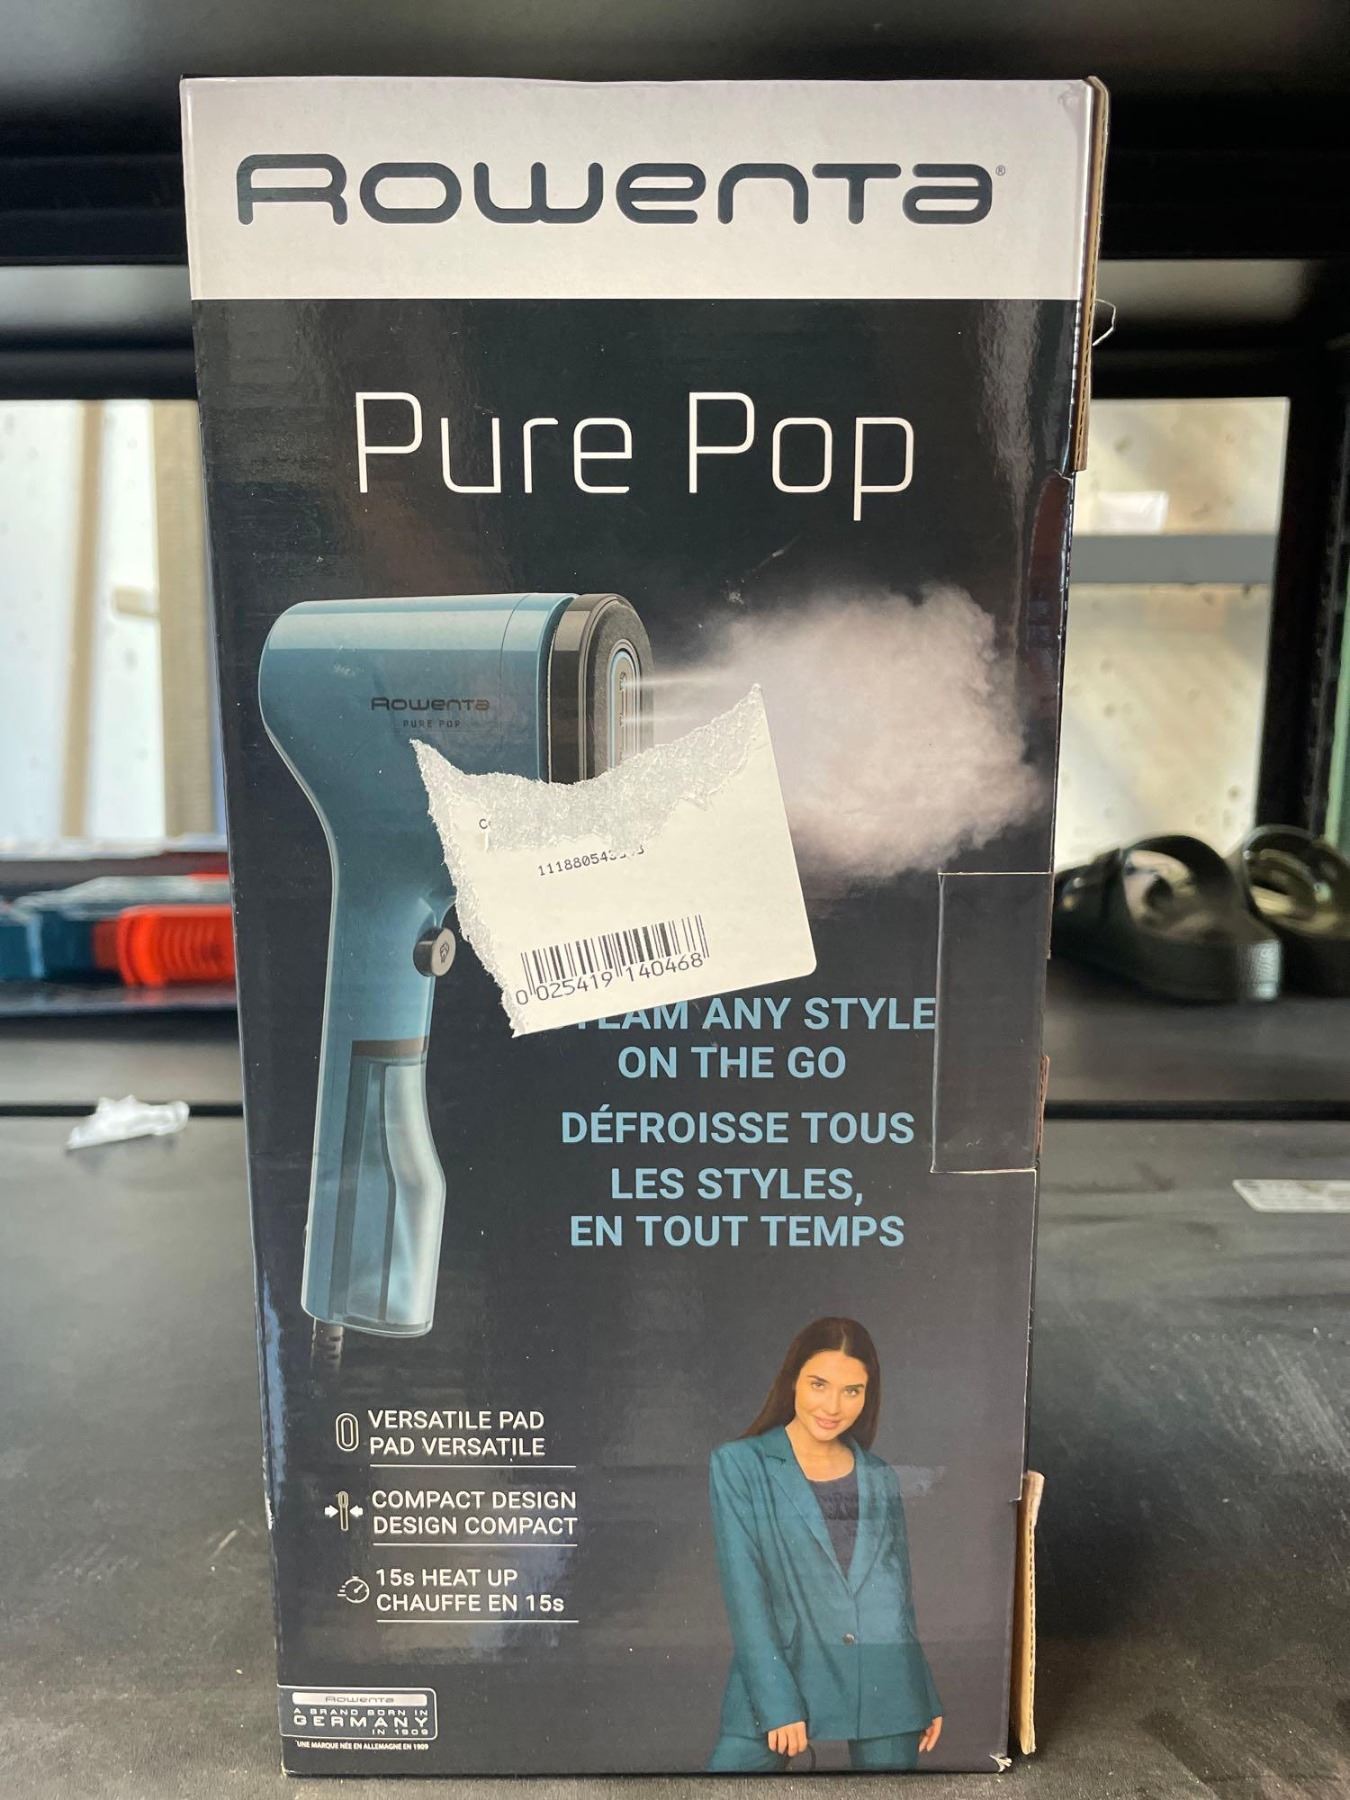 Rowenta®
Pure Pop
Rowenta
PURE POP
0 025419 140468
ANY STYLE
ON THE GO
DÉFROISSE TOUS
LES STYLES,
EN TOUT TEMPS
VERSATILE PAD
PAD VERSATILE
COMPACT DESIGN
DESIGN COMPACT
15s HEAT UP
CHAUFFE EN 15s
Rowenta
A BRAND BORN IN
GERMANY
IN 1909
UNE MARQUE NÉE EN ALLEMAGNE EN 1909